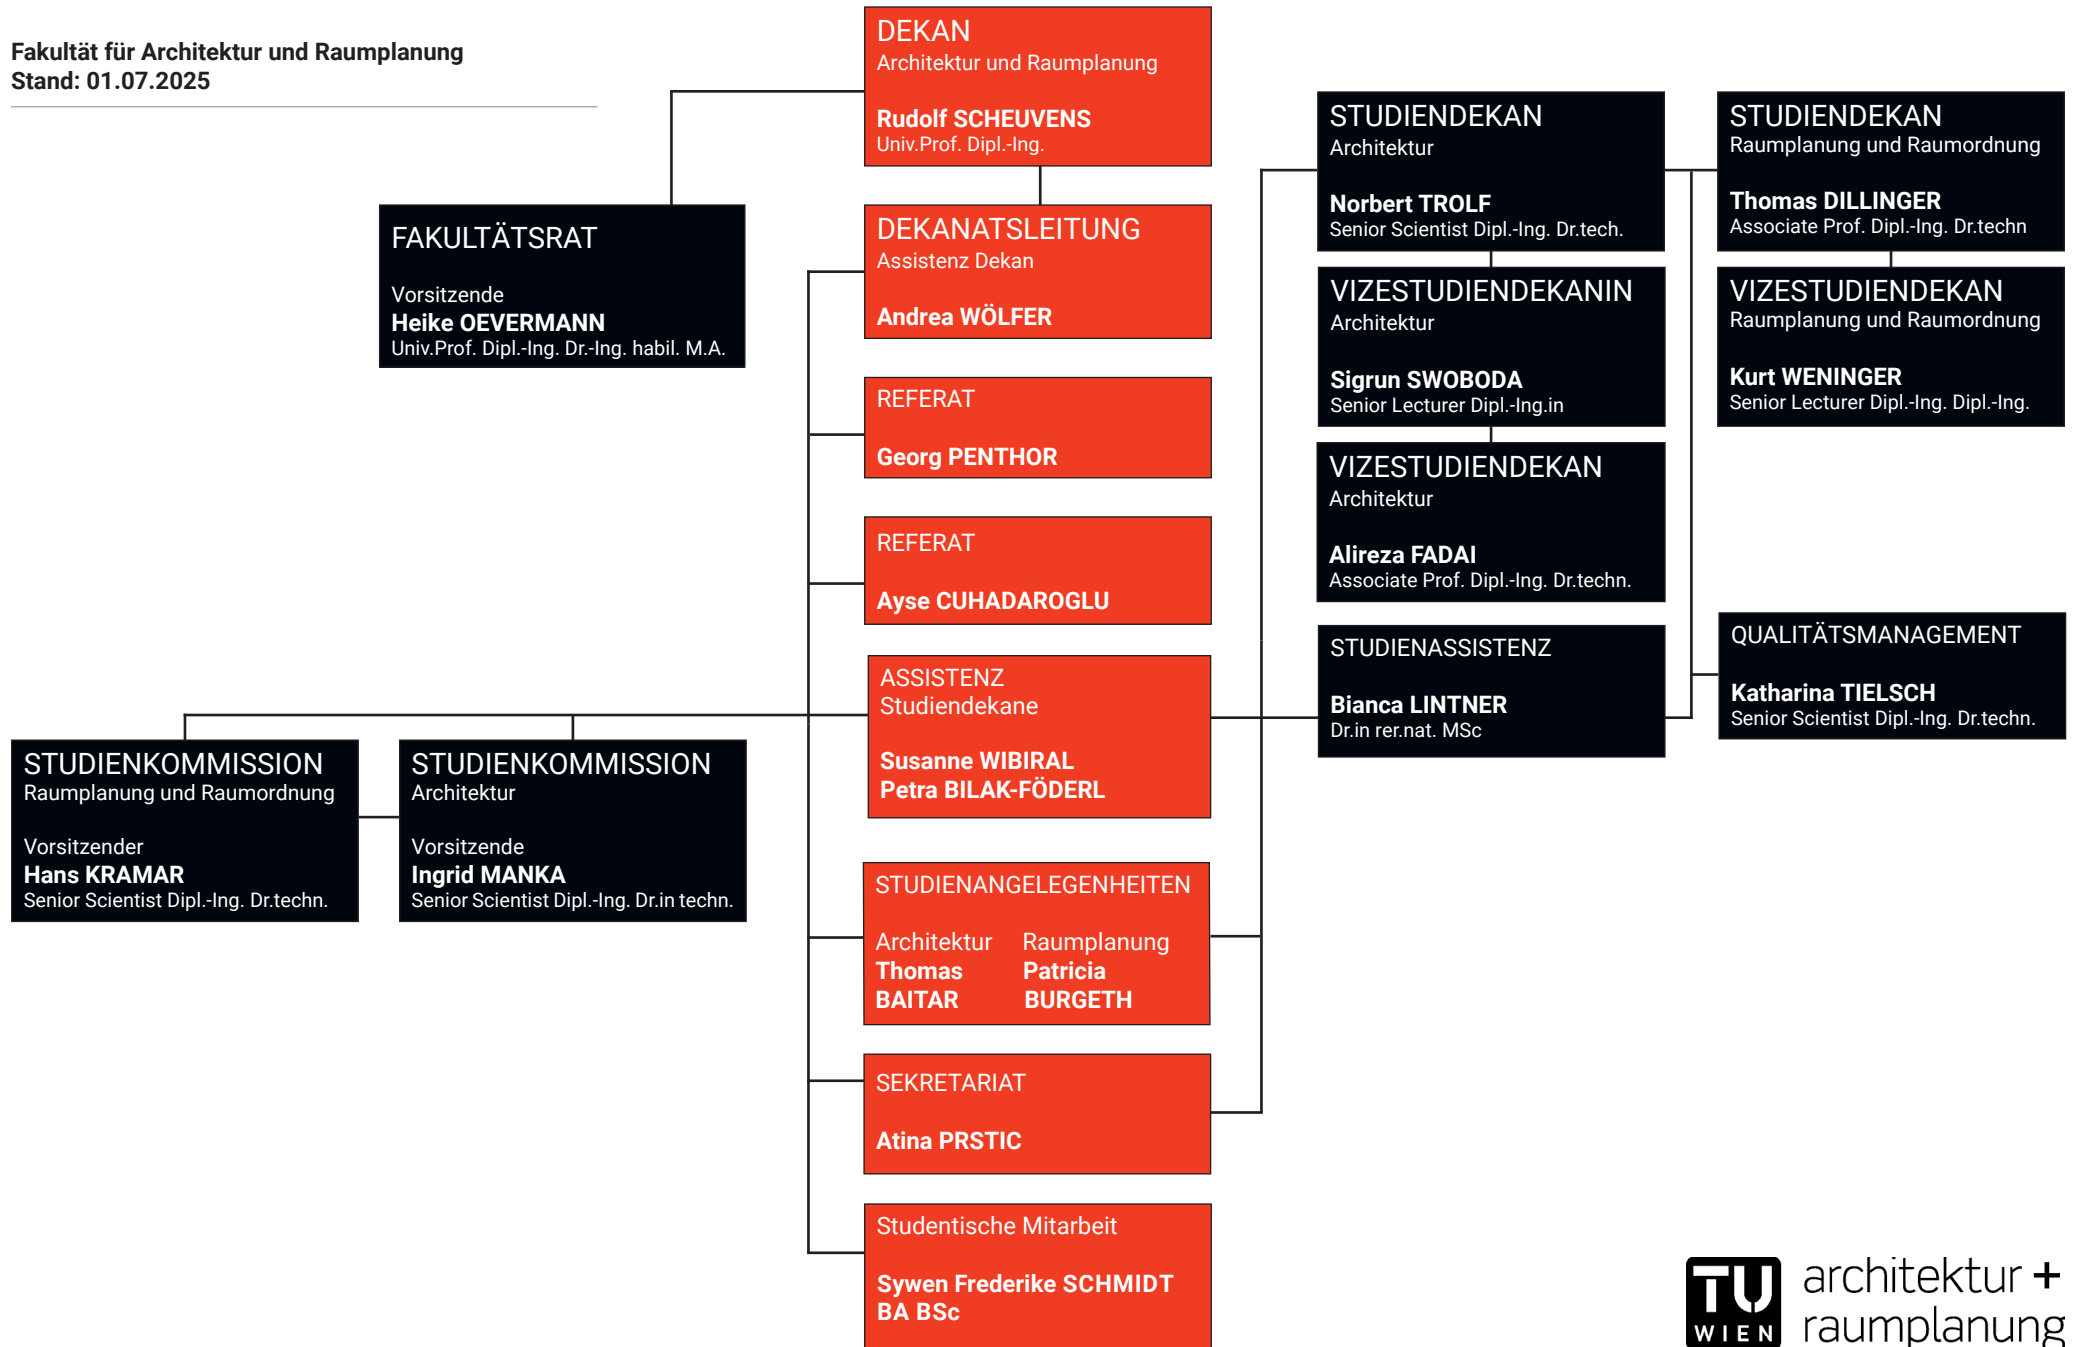 Fakultät für Architektur und Raumplanung
Stand: 01.07.2025
DEKAN
Architektur und Raumplanung
Rudolf SCHEUVENS
Univ.Prof. Dipl.-Ing.
FAKULTÄTSRAT
Vorsitzende
Heike OEVERMANN
Univ.Prof. Dipl.-Ing. Dr.-Ing. habil. M.A.
DEKANATSLEITUNG
Assistenz Dekan
Andrea WÖLFER
REFERAT
Georg PENTHOR
REFERAT
Ayse CUHADAROGLU
ASSISTENZ
Studiendekane
Susanne WIBIRAL
Petra BILAK-FÖDERL
STUDIENANGELEGENHEITEN
Architektur Raumplanung
Thomas Patricia
BAITAR BURGETH
SEKRETARIAT
Atina PRSTIC
Studentische Mitarbeit
Sywen Frederike SCHMIDT
BA BSc
STUDIENKOMMISSION
Raumplanung und Raumordnung
Vorsitzender
Hans KRAMAR
Senior Scientist Dipl.-Ing. Dr.techn.
STUDIENKOMMISSION
Architektur
Vorsitzende
Ingrid MANKA
Senior Scientist Dipl.-Ing. Dr.in techn.
STUDIENDEKAN
Architektur
Norbert TROLF
Senior Scientist Dipl.-Ing. Dr.tech.
VIZESTUDIENDEKANIN
Architektur
Sigrun SWOBODA
Senior Lecturer Dipl.-Ing.in
VIZESTUDIENDEKAN
Architektur
Alireza FADAI
Associate Prof. Dipl.-Ing. Dr.techn.
STUDIENASSISTENZ
Bianca LINTNER
Dr.in rer.nat. MSc
STUDIENDEKAN
Raumplanung und Raumordnung
Thomas DILLINGER
Associate Prof. Dipl.-Ing. Dr.techn
VIZESTUDIENDEKAN
Raumplanung und Raumordnung
Kurt WENINGER
Senior Lecturer Dipl.-Ing. Dipl.-Ing.
QUALITÄTSMANAGEMENT
Katharina TIELSCH
Senior Scientist Dipl.-Ing. Dr.techn.
TU
WIEN
architektur +
raumplanung